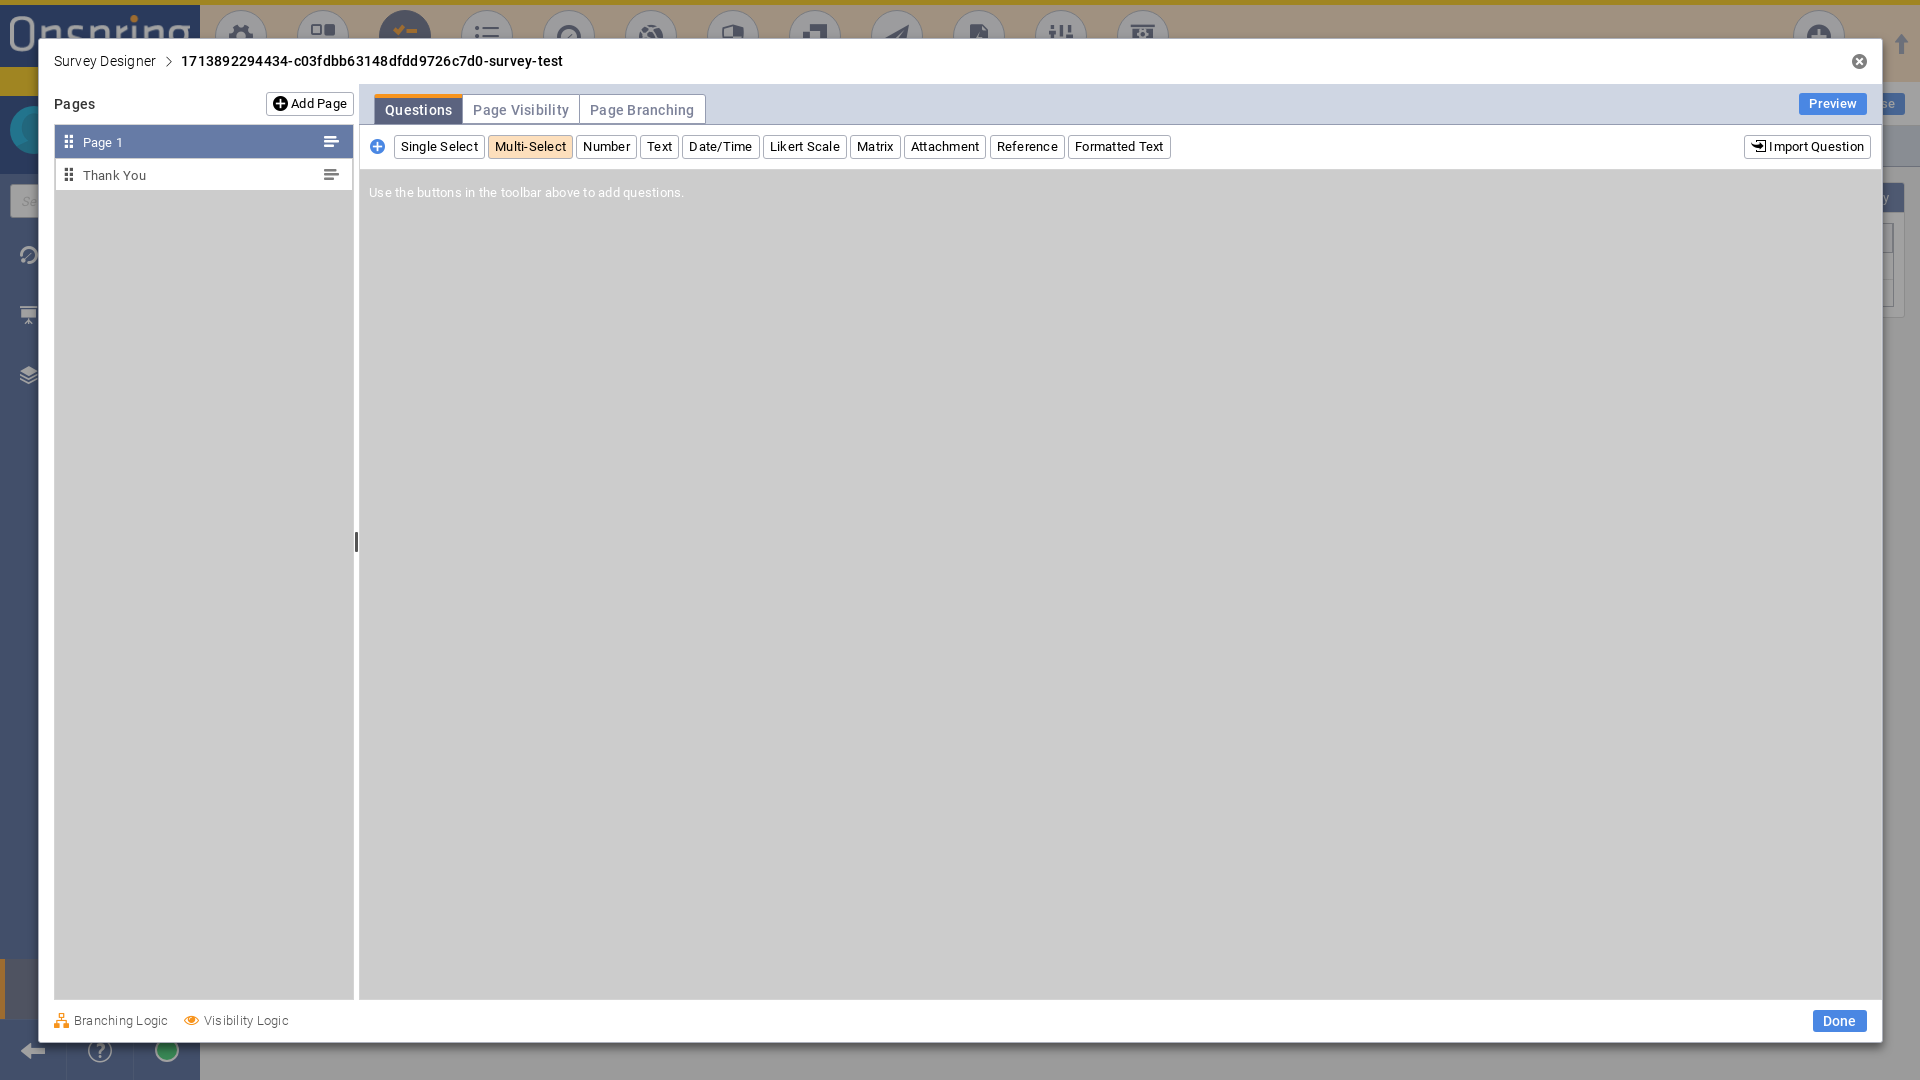 Onspring
Survey Designer > 1713892294434-c03fdbb63148dfdd9726c7d0-survey-test
Pages
Add Page
Page 1
Thank You
Questions
Page Visibility
Page Branching
Preview
Single Select
Multi-Select
Number
Text
Date/Time
Likert Scale
Matrix
Attachment
Reference
Formatted Text
Import Question
Use the buttons in the toolbar above to add questions.
Branching Logic
Visibility Logic
Done